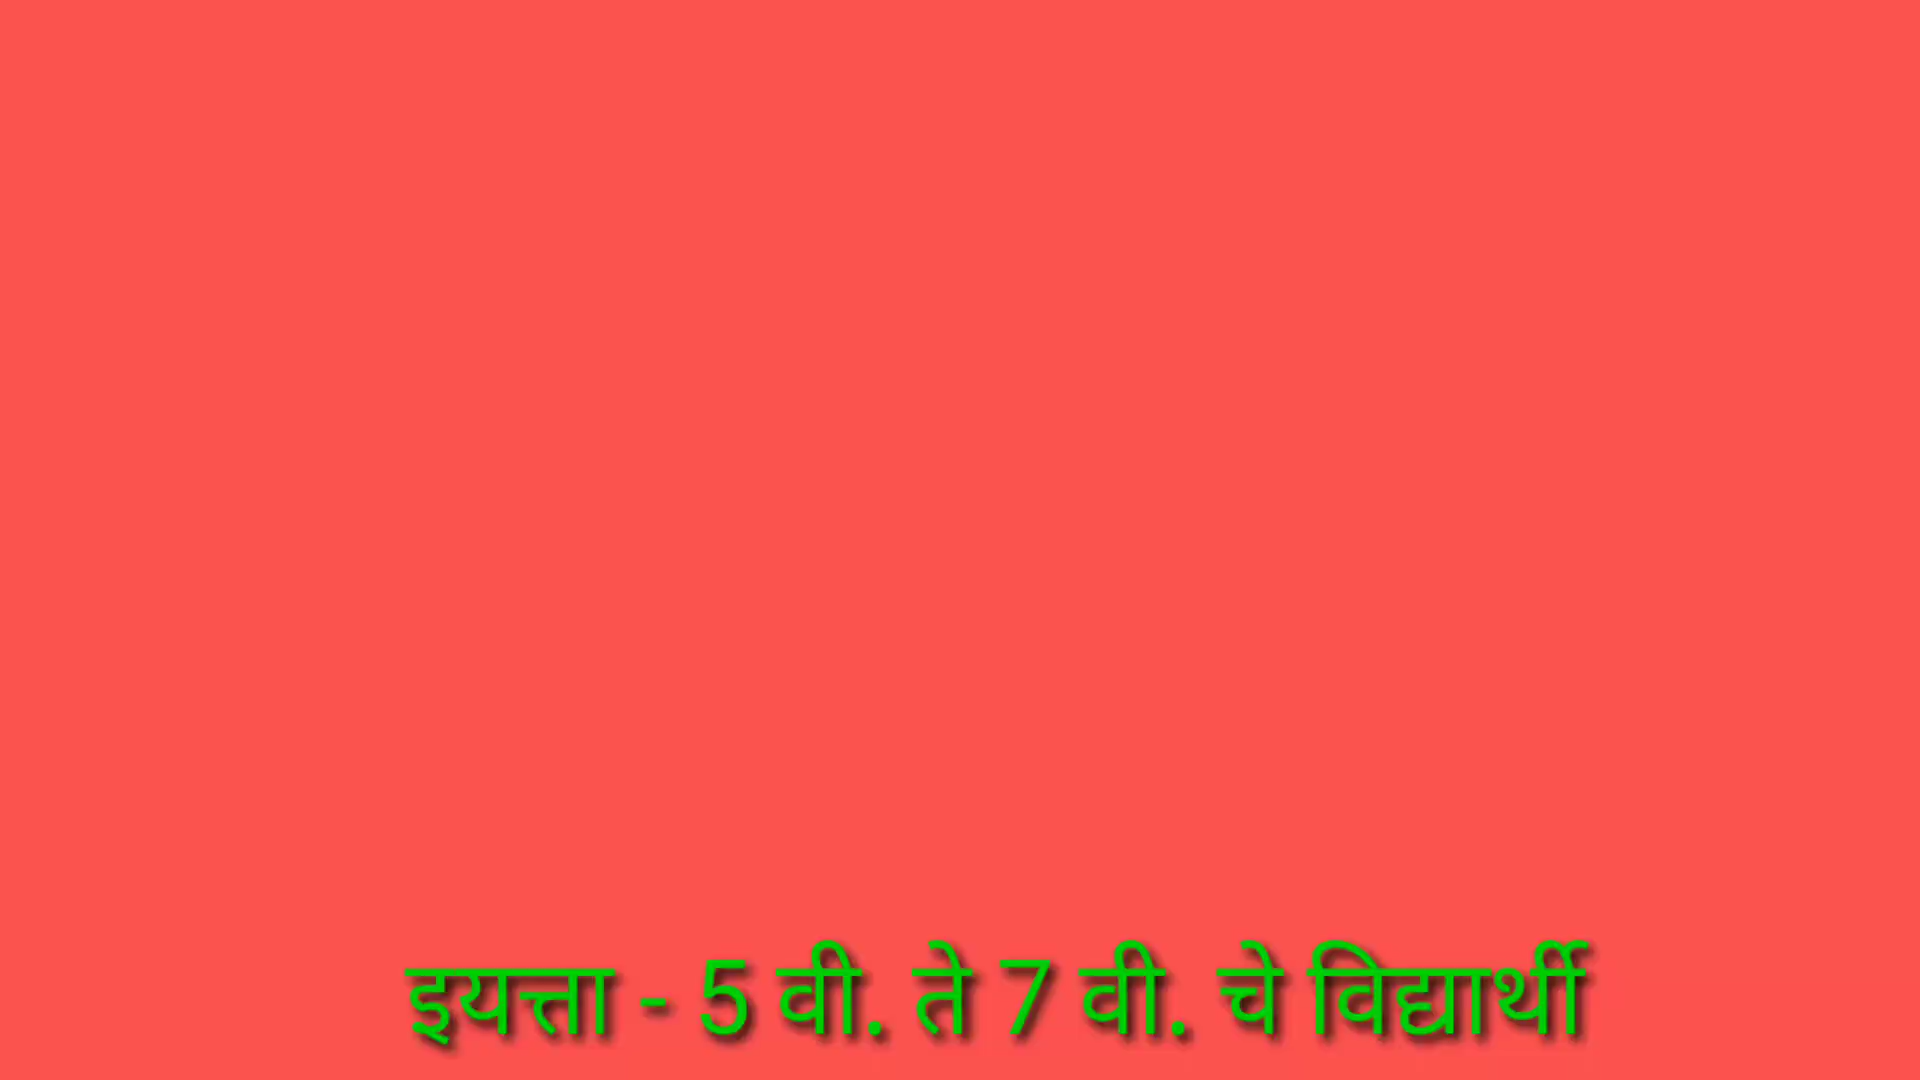 इयत्ता - 5 वी. ते 7 वी. चे विद्यार्थी